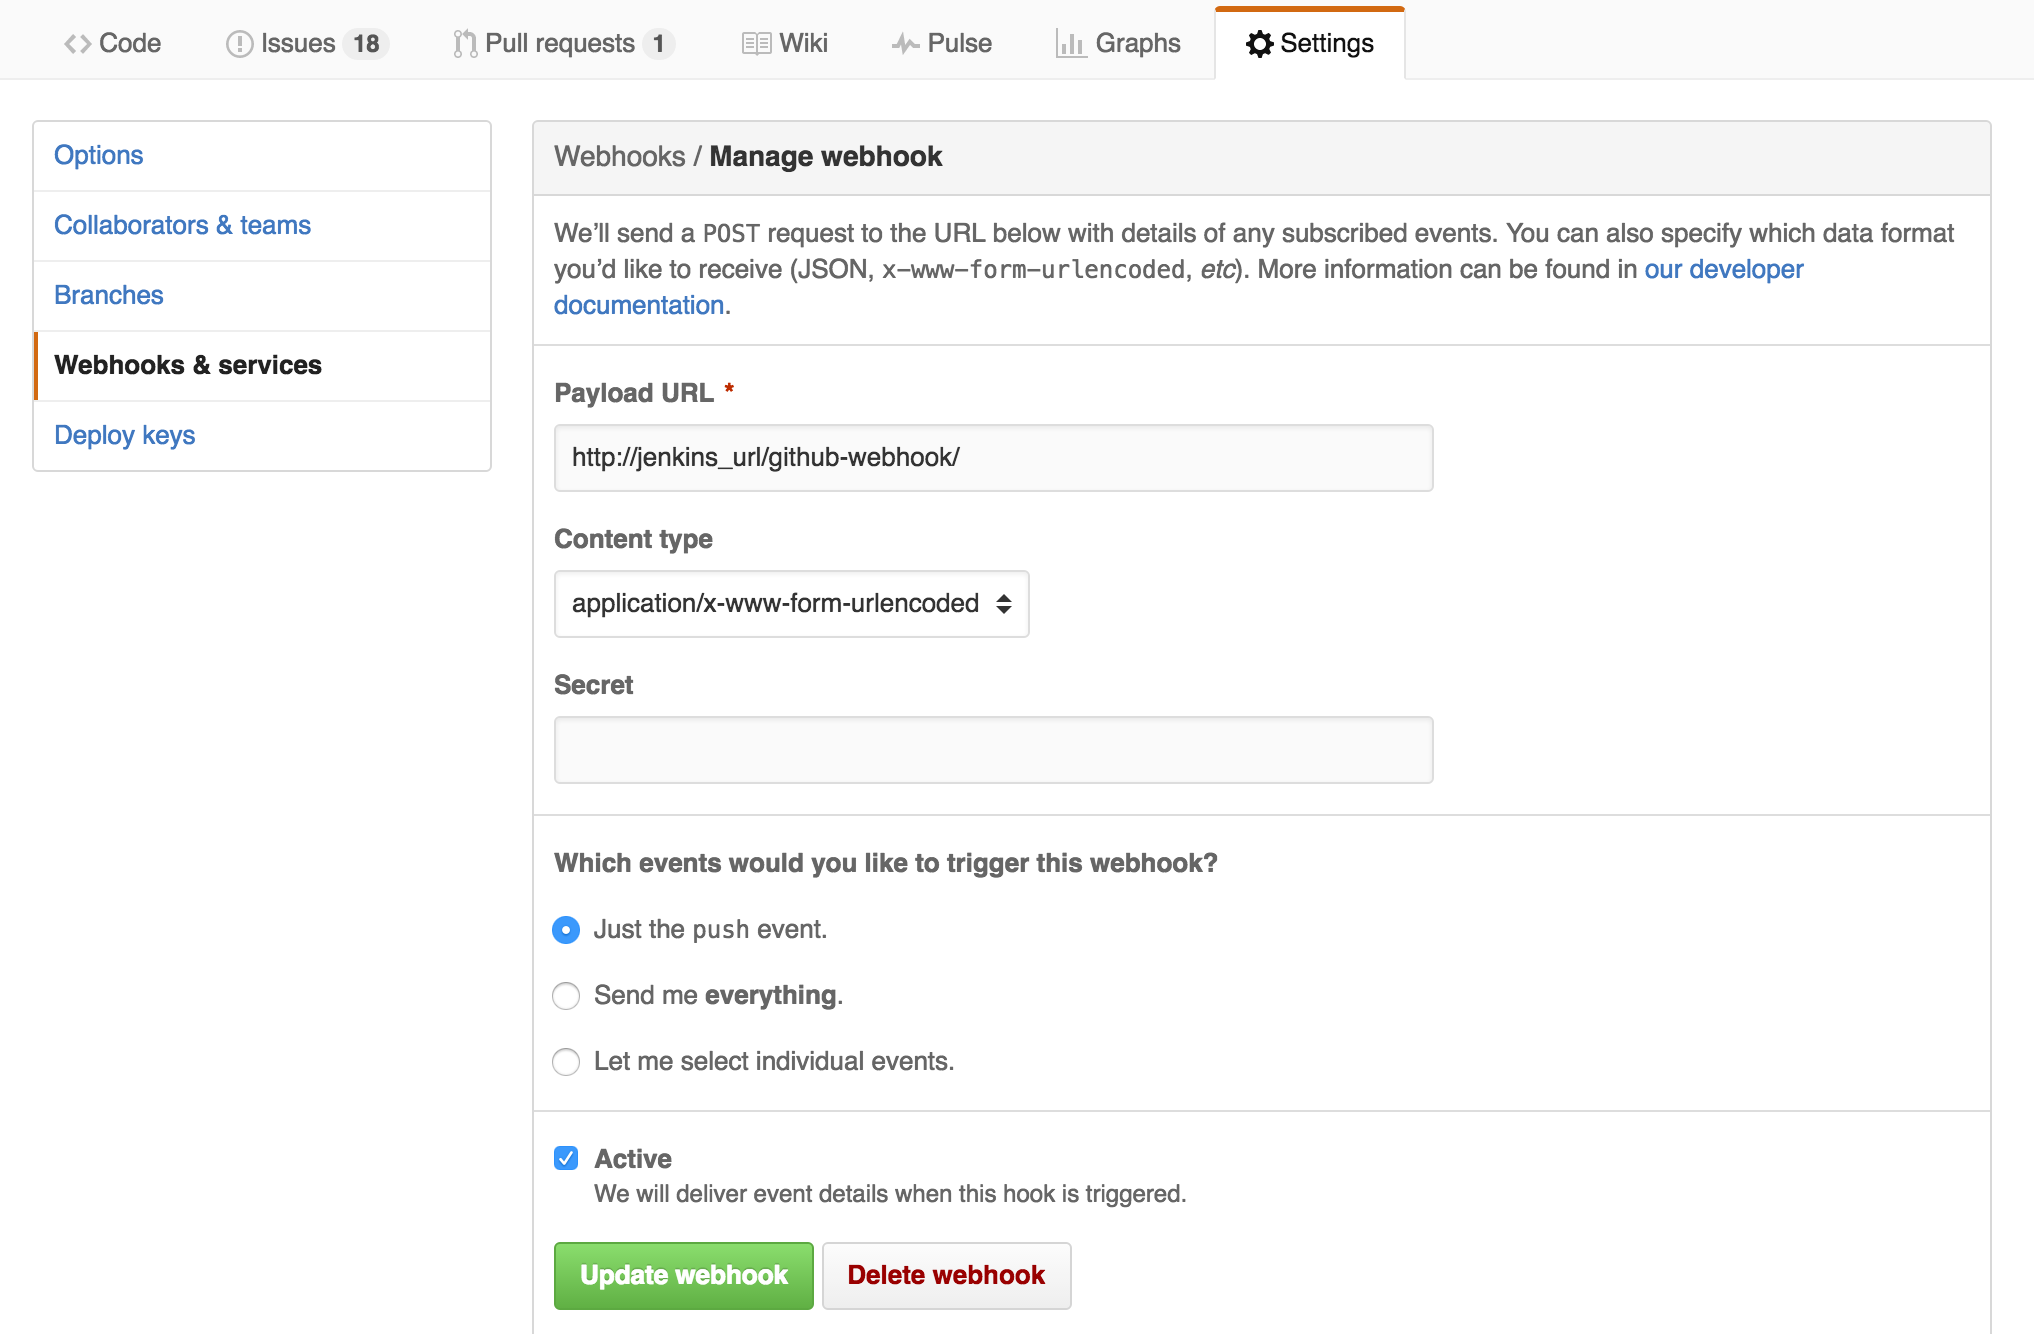 Code Issues 18 Pull requests 1 Wiki Pulse Graphs Settings
Options
Collaborators & teams
Branches
Webhooks & services
Deploy keys
Webhooks / Manage webhook
We’ll send a POST request to the URL below with details of any subscribed events. You can also specify which data format
you’d like to receive (JSON, x-www-form-urlencoded, etc). More information can be found in our developer
documentation.
Payload URL *
http://jenkins_url/github-webhook/
Content type
application/x-www-form-urlencoded
Secret
Which events would you like to trigger this webhook?
Just the push event.
Send me everything.
Let me select individual events.
Active
We will deliver event details when this hook is triggered.
Update webhook Delete webhook